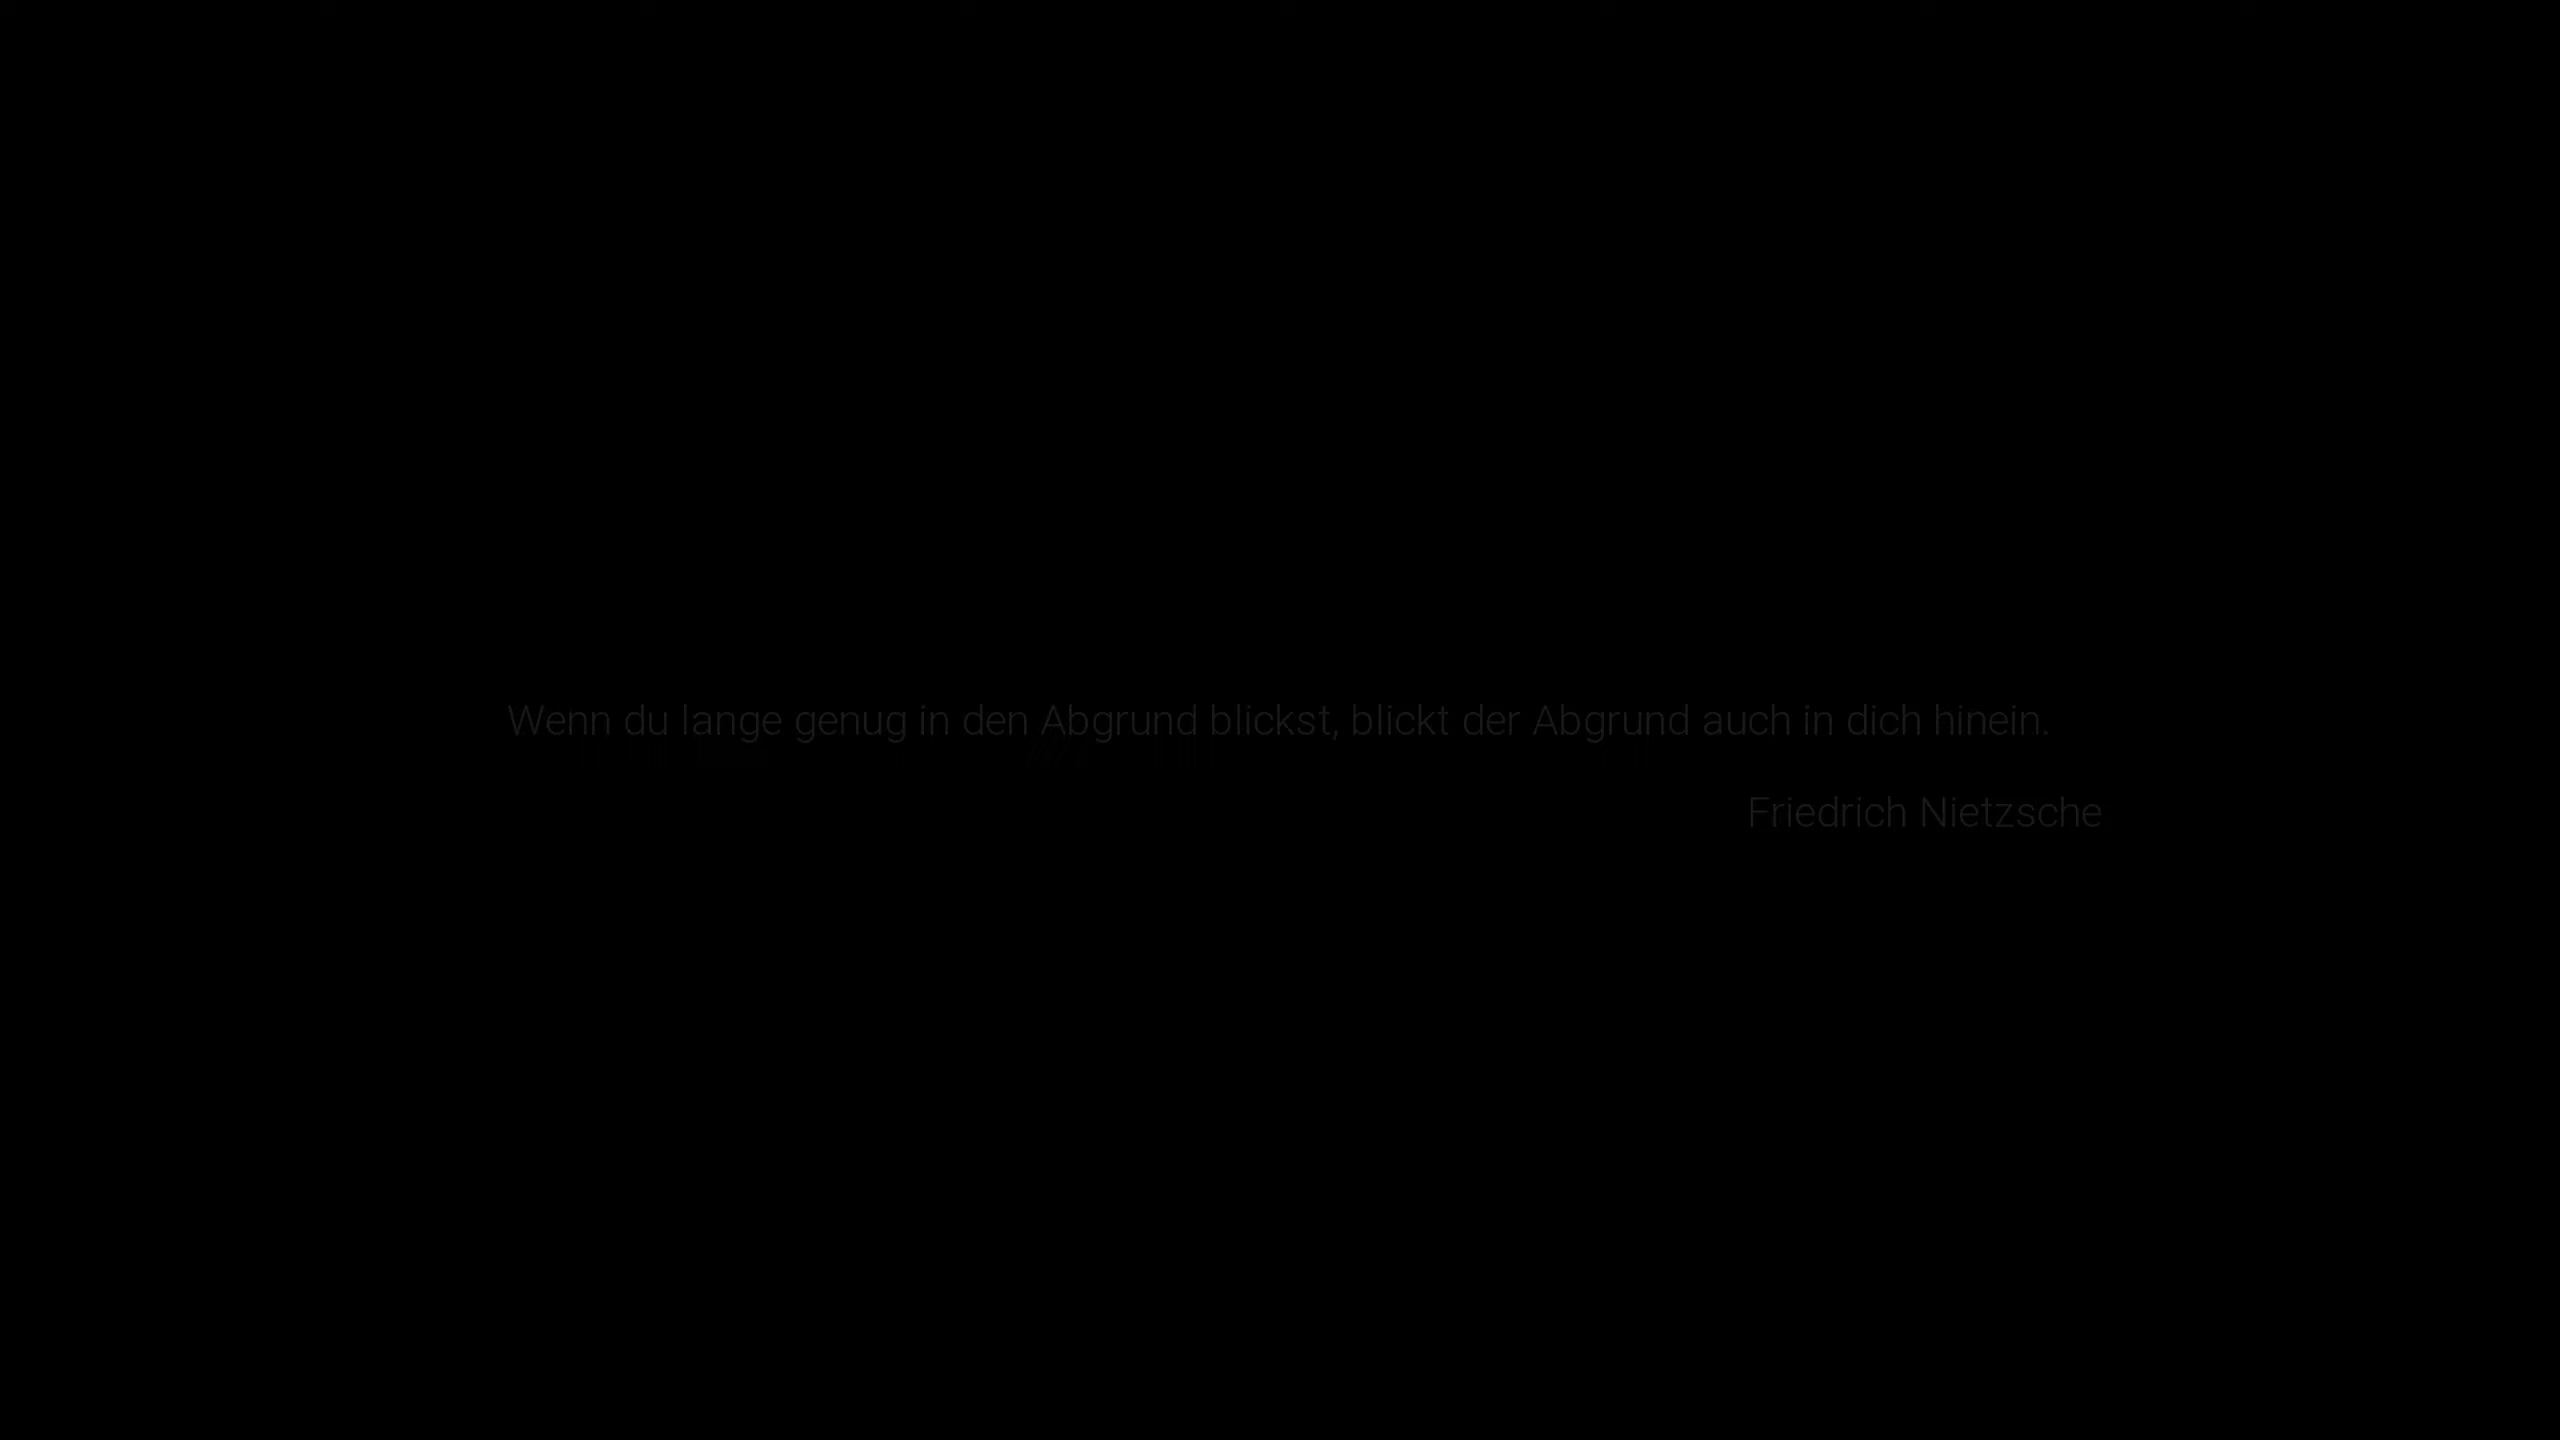 Wenn du lange genug in den Abgrund blickst, blickt der Abgrund auch in dich hinein.
Friedrich Nietzsche